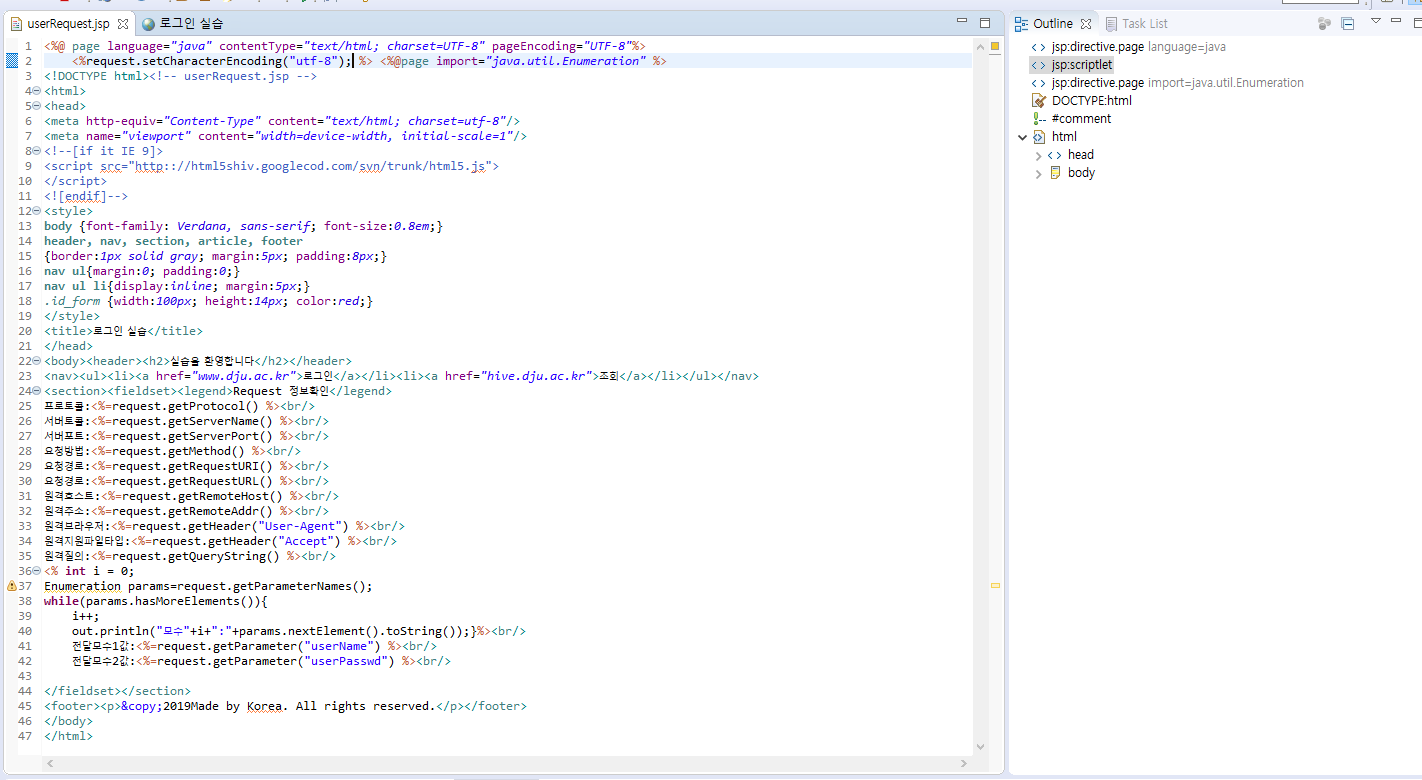 userRequest.jsp
로그인 실습
1 <%@ page language="java" contentType="text/html; charset=UTF-8" pageEncoding="UTF-8"%>
2 <%request.setCharacterEncoding("utf-8"); %> <%@page import="java.util.Enumeration" %>
3 <!DOCTYPE html><!-- userRequest.jsp -->
4 <html>
5 <head>
6 <meta http-equiv="Content-Type" content="text/html; charset=utf-8"/>
7 <meta name="viewport" content="width=device-width, initial-scale=1"/>
8 <!--[if it IE 9]>
9 <script src="http:://html5shiv.googlecod.com/svn/trunk/html5.js">
10 </script>
11 <![endif]-->
12 <style>
13 body {font-family: Verdana, sans-serif; font-size:0.8em;}
14 header, nav, section, article, footer
15 {border:1px solid gray; margin:5px; padding:8px;}
16 nav ul{margin:0; padding:0;}
17 nav ul li{display:inline; margin:5px;}
18 .id_form {width:100px; height:14px; color:red;}
19 </style>
20 <title>로그인 실습</title>
21 </head>
22 <body><header><h2>실습을 환영합니다</h2></header>
23 <nav><ul><li><a href="www.dju.ac.kr">로그인</a></li><li><a href="hive.dju.ac.kr">조회</a></li></ul></nav>
24 <section><fieldset><legend>Request 정보확인</legend>
25 프로토콜:<%=request.getProtocol() %><br/>
26 서버토콜:<%=request.getServerName() %><br/>
27 서버포트:<%=request.getServerPort() %><br/>
28 요청방법:<%=request.getMethod() %><br/>
29 요청경로:<%=request.getRequestURI() %><br/>
30 요청경로:<%=request.getRequestURL() %><br/>
31 원격호스트:<%=request.getRemoteHost() %><br/>
32 원격주소:<%=request.getRemoteAddr() %><br/>
33 원격브라우저:<%=request.getHeader("User-Agent") %><br/>
34 원격지원파일타입:<%=request.getHeader("Accept") %><br/>
35 원격질의:<%=request.getQueryString() %><br/>
36 <% int i = 0;
37 Enumeration params=request.getParameterNames();
38 while(params.hasMoreElements()){
39 i++;
40 out.println("모수"+i+":"+params.nextElement().toString());}%><br/>
41 전달모수1값:<%=request.getParameter("userName") %><br/>
42 전달모수2값:<%=request.getParameter("userPasswd") %><br/>
43
44 </fieldset></section>
45 <footer><p>&copy;2019Made by Korea. All rights reserved.</p></footer>
46 </body>
47 </html>
Outline
Task List
jsp:directive.page language=java
jsp:scriptlet
jsp:directive.page import=java.util.Enumeration
DOCTYPE:html
#comment
html
head
body